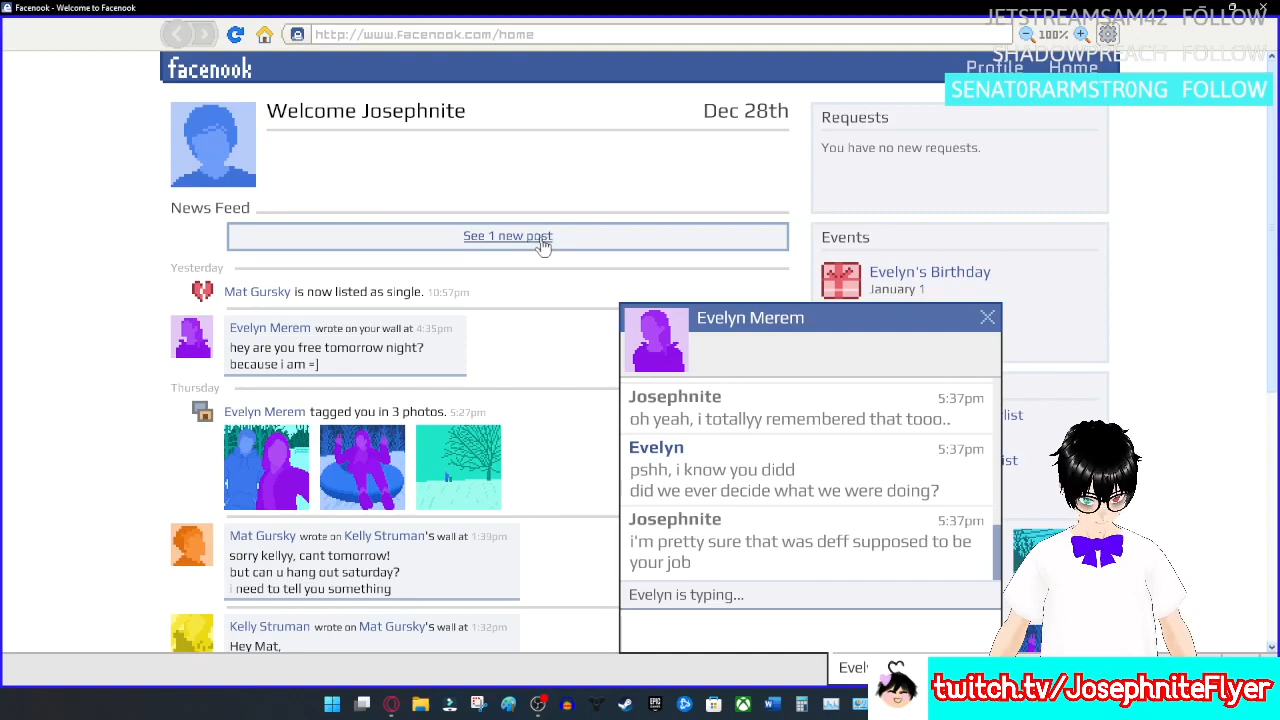 Facenook - Welcome to Facenook
http://www.facenook.com/home
100%
JETSTREAMSAM42 FOLLOW
SHADOWPREACH FOLLOW
SENAT0RARMSTR0NG FOLLOW
facenook
Profile
Home
Welcome Josephnite
Dec 28th
News Feed
See 1 new post
Yesterday
Mat Gursky is now listed as single. 10:57pm
Evelyn Merem wrote on your wall at 4:35pm
hey are you free tomorrow night?
because i am =]
Thursday
Evelyn Merem tagged you in 3 photos. 5:27pm
Mat Gursky wrote on Kelly Struman's wall at 1:39pm
sorry kellyy, cant tomorrow!
but can u hang out saturday?
i need to tell you something
Kelly Struman wrote on Mat Gursky's wall at 1:32pm
Hey Mat,
Requests
You have no new requests.
Events
Evelyn's Birthday
January 1
Evelyn Merem
Josephnite 5:37pm
oh yeah, i totallyy remembered that tooo..
Evelyn 5:37pm
pshh, i know you didd
did we ever decide what we were doing?
Josephnite 5:37pm
i'm pretty sure that was deff supposed to be
your job
Evelyn is typing...
twitch.tv/JosephniteFlyer